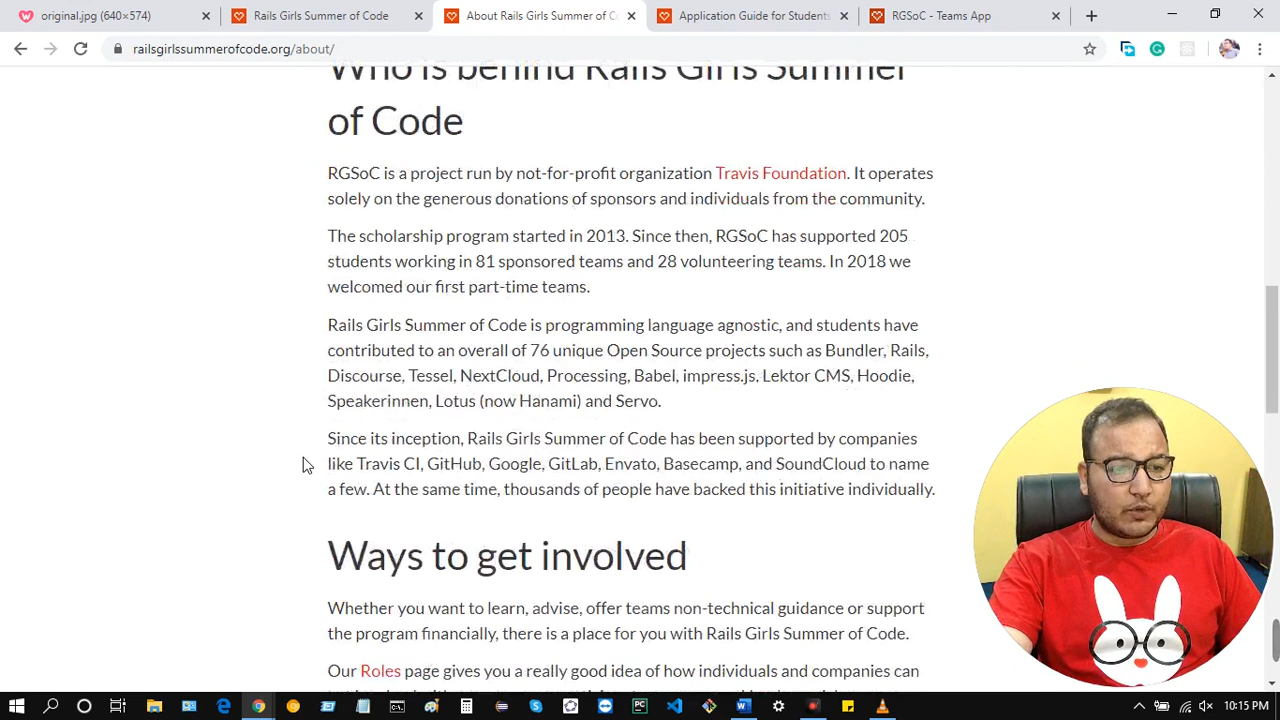 original.jpg (640×574)
Rails Girls Summer of Code
About Rails Girls Summer of Co
Application Guide for Students
RGSoC - Teams App
railsgirlssummerofcode.org/about/
Who is behind Rails Girls Summer
of Code
RGSoC is a project run by not-for-profit organization Travis Foundation. It operates
solely on the generous donations of sponsors and individuals from the community.
The scholarship program started in 2013. Since then, RGSoC has supported 205
students working in 81 sponsored teams and 28 volunteering teams. In 2018 we
welcomed our first part-time teams.
Rails Girls Summer of Code is programming language agnostic, and students have
contributed to an overall of 76 unique Open Source projects such as Bundler, Rails,
Discourse, Tessel, NextCloud, Processing, Babel, impress.js. Lektor CMS, Hoodie,
Speakerinnen, Lotus (now Hanami) and Servo.
Since its inception, Rails Girls Summer of Code has been supported by companies
like Travis CI, GitHub, Google, GitLab, Envato, Basecamp, and SoundCloud to name
a few. At the same time, thousands of people have backed this initiative individually.
Ways to get involved
Whether you want to learn, advise, offer teams non-technical guidance or support
the program financially, there is a place for you with Rails Girls Summer of Code.
Our Roles page gives you a really good idea of how individuals and companies can
10:15 PM